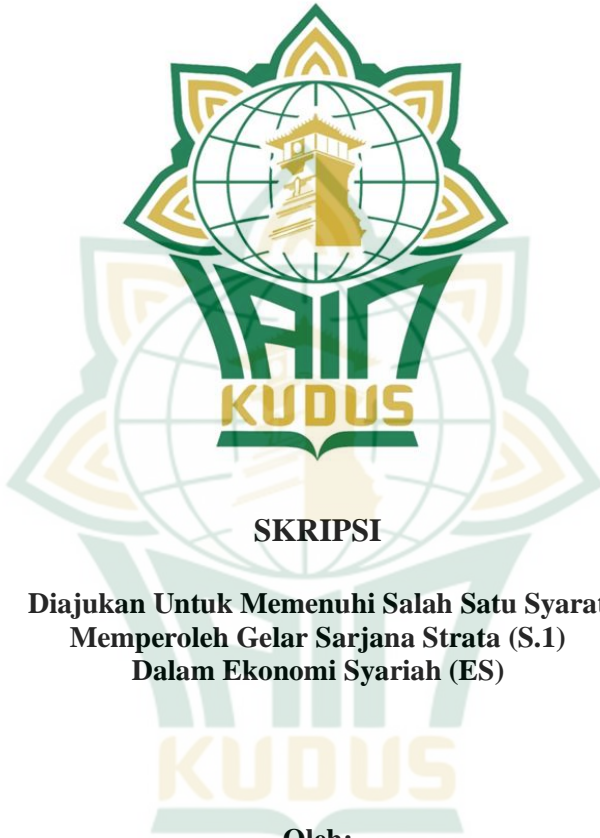 IAIN
KUDUS
SKRIPSI
Diajukan Untuk Memenuhi Salah Satu Syarat
Memperoleh Gelar Sarjana Strata (S.1)
Dalam Ekonomi Syariah (ES)
KUDUS
Oleh: